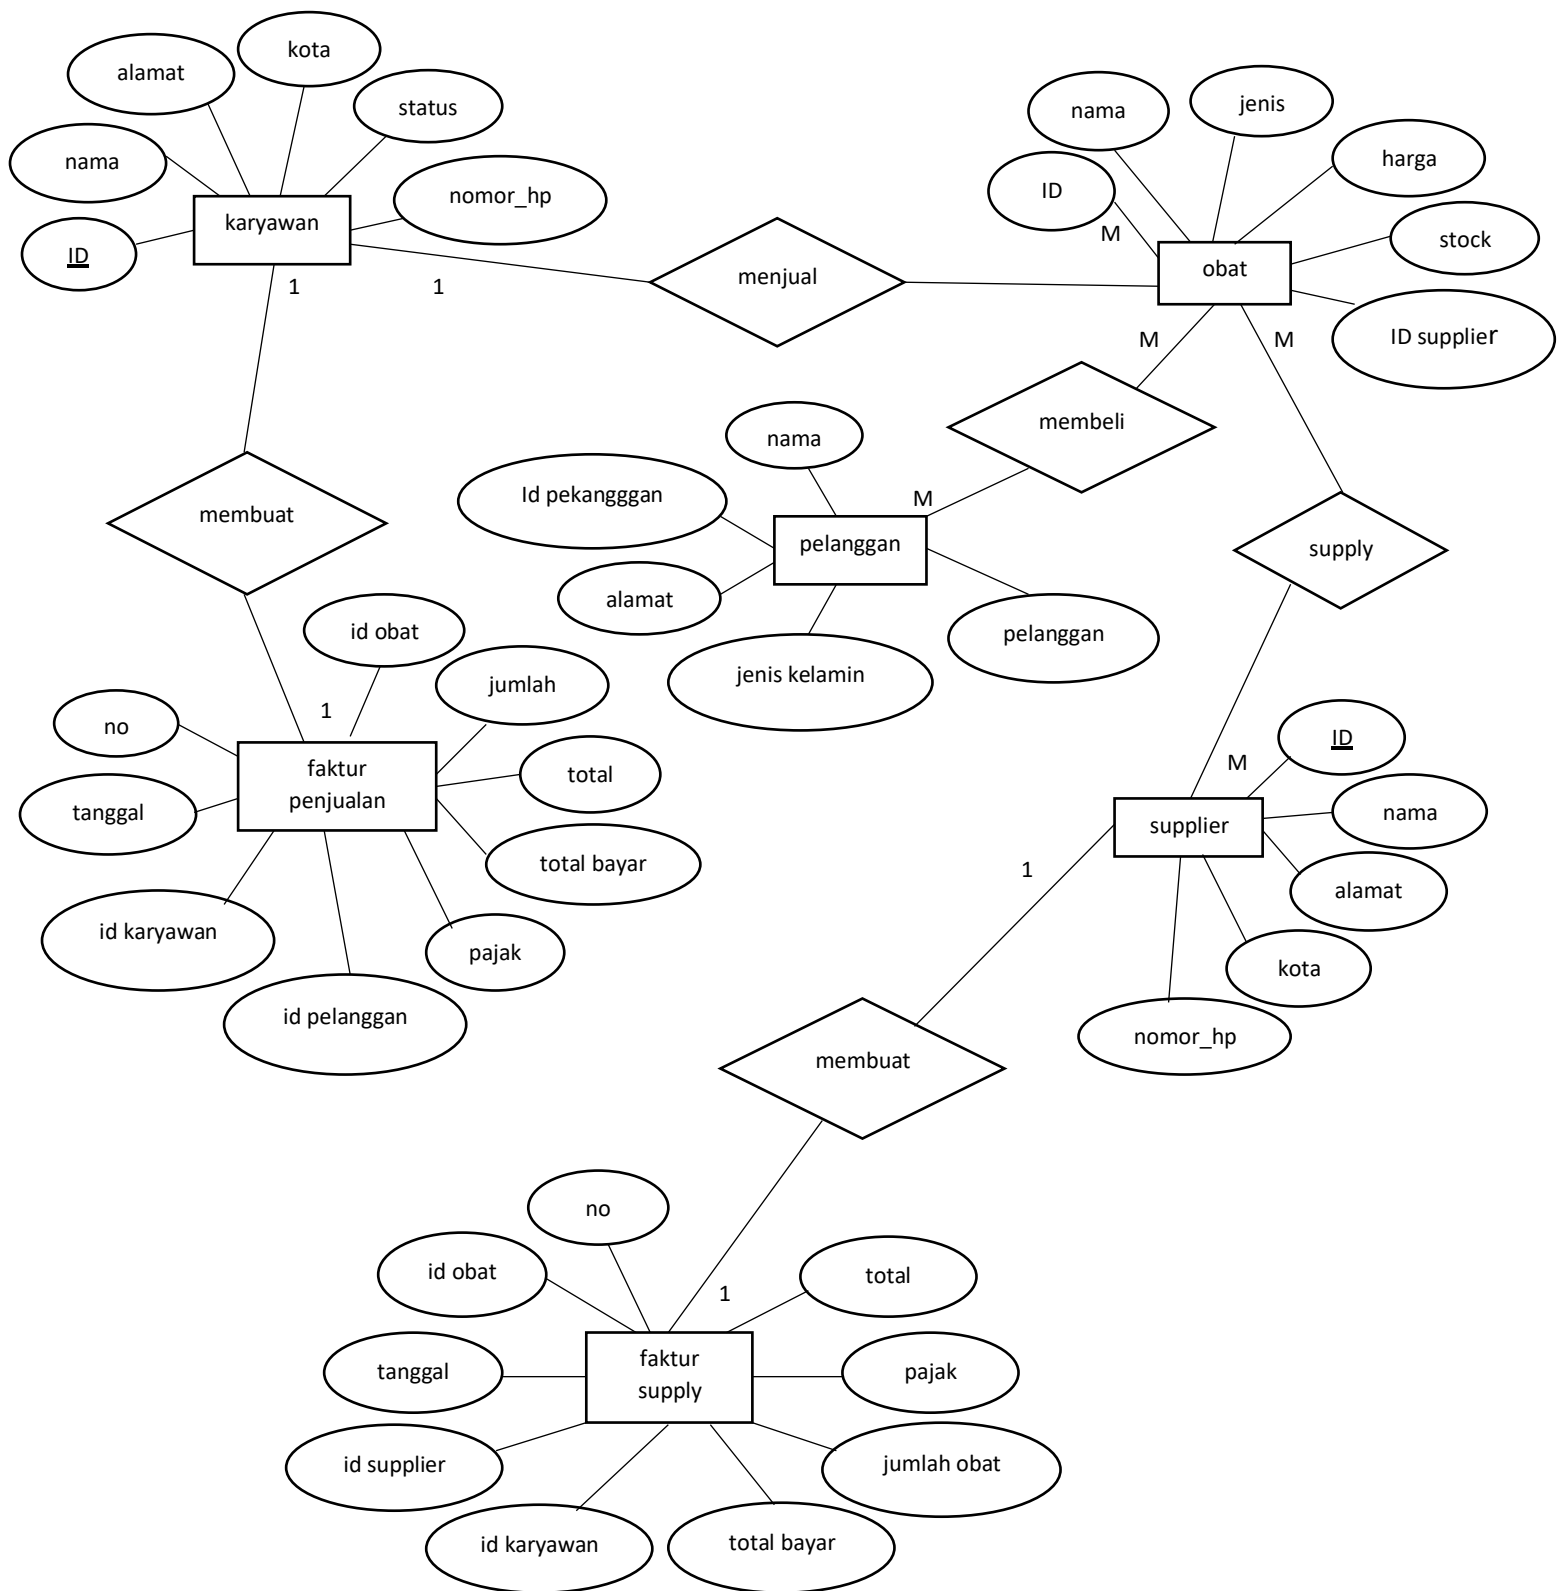 kota
alamat
status
nama
nomor_hp
karyawan
ID
1
1
menjual
nama
jenis
harga
ID
M
stock
obat
ID supplier
M
M
membeli
nama
Id pekangggan
M
pelanggan
alamat
pelanggan
jenis kelamin
membuat
supply
id obat
jumlah
1
no
faktur
penjualan
total
tanggal
total bayar
id karyawan
pajak
id pelanggan
ID
M
nama
supplier
1
alamat
kota
nomor_hp
membuat
no
id obat
total
1
faktur
supply
tanggal
pajak
id supplier
jumlah obat
id karyawan
total bayar